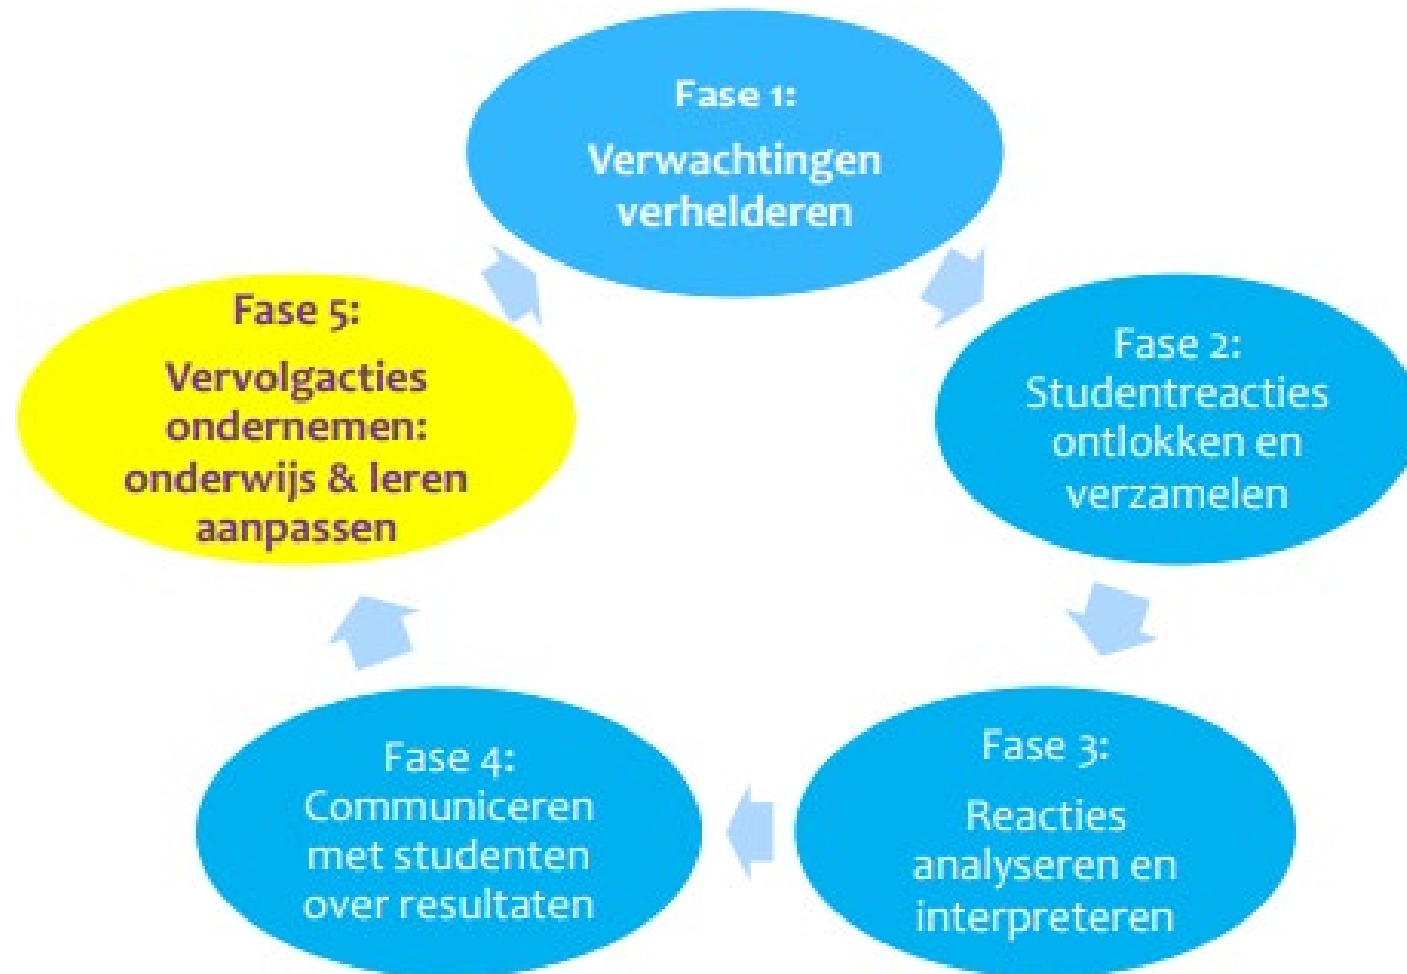 Fase 1:
Verwachtingen
verhelderen
Fase 2:
Studentreacties
ontlokken en
verzamelen
Fase 3:
Reacties
analyseren en
interpreteren
Fase 4:
Communiceren
met studenten
over resultaten
Fase 5:
Vervolgacties
ondernemen:
onderwijs & leren
aanpassen